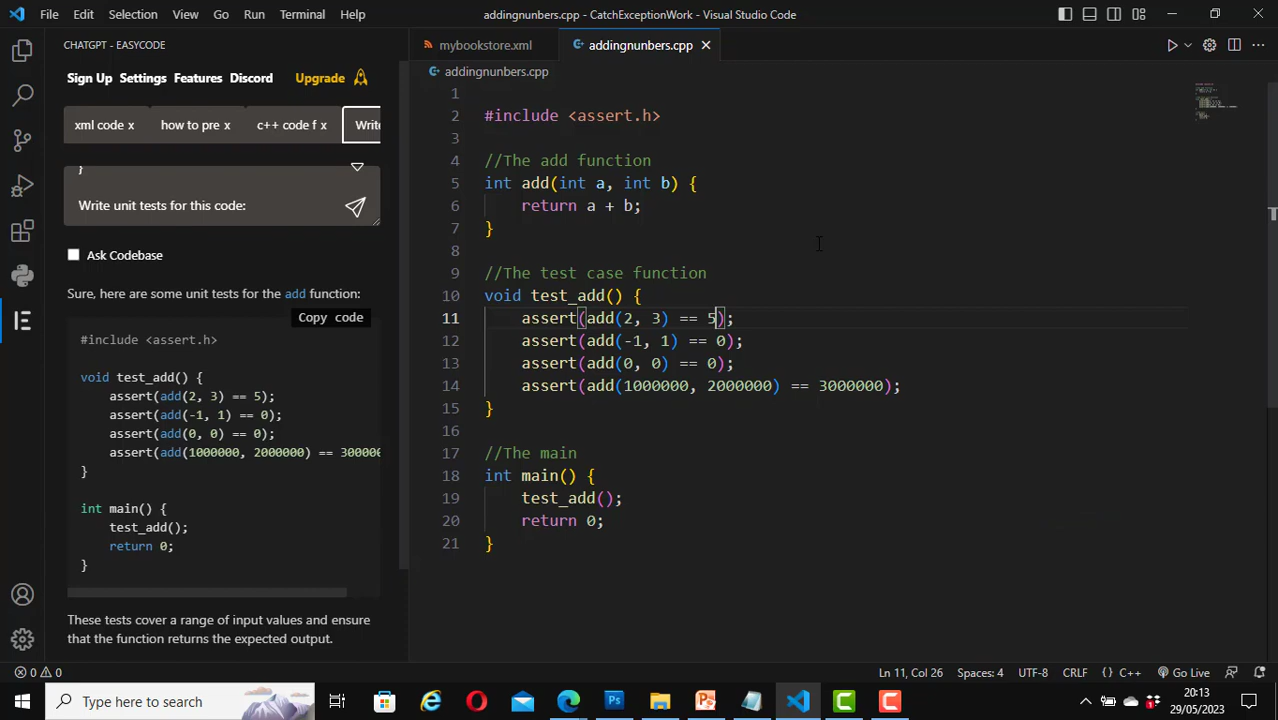 File Edit Selection View Go Run Terminal Help
addingnunbers.cpp - CatchExceptionWork - Visual Studio Code
CHATGPT - EASYCODE
Sign Up Settings Features Discord Upgrade
xml code x how to pre x c++ code f x Write
}
Write unit tests for this code:
Ask Codebase
Sure, here are some unit tests for the add function:
Copy code
#include <assert.h>
void test_add() {
assert(add(2, 3) == 5);
assert(add(-1, 1) == 0);
assert(add(0, 0) == 0);
assert(add(1000000, 2000000) == 300000
}
int main() {
test_add();
return 0;
}
These tests cover a range of input values and ensure
that the function returns the expected output.
mybookstore.xml addingnunbers.cpp
addingnunbers.cpp
1
2 #include <assert.h>
3
4 //The add function
5 int add(int a, int b) {
6 return a + b;
7 }
8
9 //The test case function
10 void test_add() {
11 assert(add(2, 3) == 5);
12 assert(add(-1, 1) == 0);
13 assert(add(0, 0) == 0);
14 assert(add(1000000, 2000000) == 3000000);
15 }
16
17 //The main
18 int main() {
19 test_add();
20 return 0;
21 }
0 0 Ln 11, Col 26 Spaces: 4 UTF-8 CRLF {} C++ Go Live
Type here to search
20:13
29/05/2023